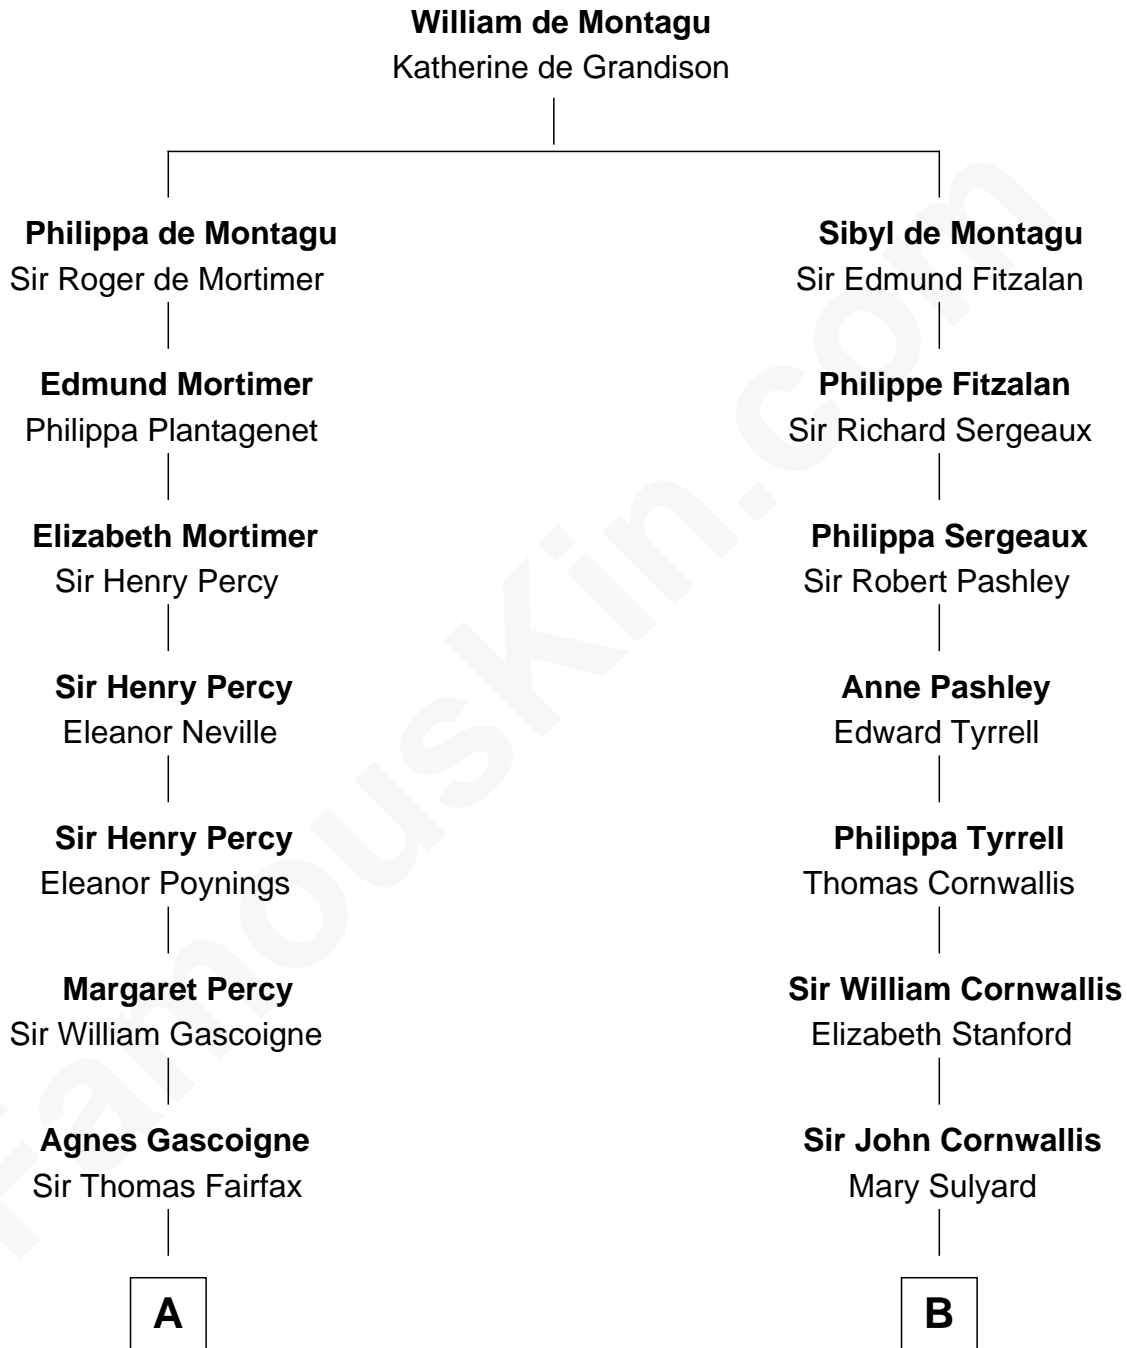 William de Montagu
Katherine de Grandison
Philippa de Montagu
Sir Roger de Mortimer
Sibyl de Montagu
Sir Edmund Fitzalan
Edmund Mortimer
Philippa Plantagenet
Philippe Fitzalan
Sir Richard Sergeaux
Elizabeth Mortimer
Sir Henry Percy
Philippa Sergeaux
Sir Robert Pashley
Sir Henry Percy
Eleanor Neville
Anne Pashley
Edward Tyrrell
Sir Henry Percy
Eleanor Poynings
Philippa Tyrrell
Thomas Cornwallis
Margaret Percy
Sir William Gascoigne
Sir William Cornwallis
Elizabeth Stanford
Agnes Gascoigne
Sir Thomas Fairfax
Sir John Cornwallis
Mary Sulyard
A
B
FamousKin.com